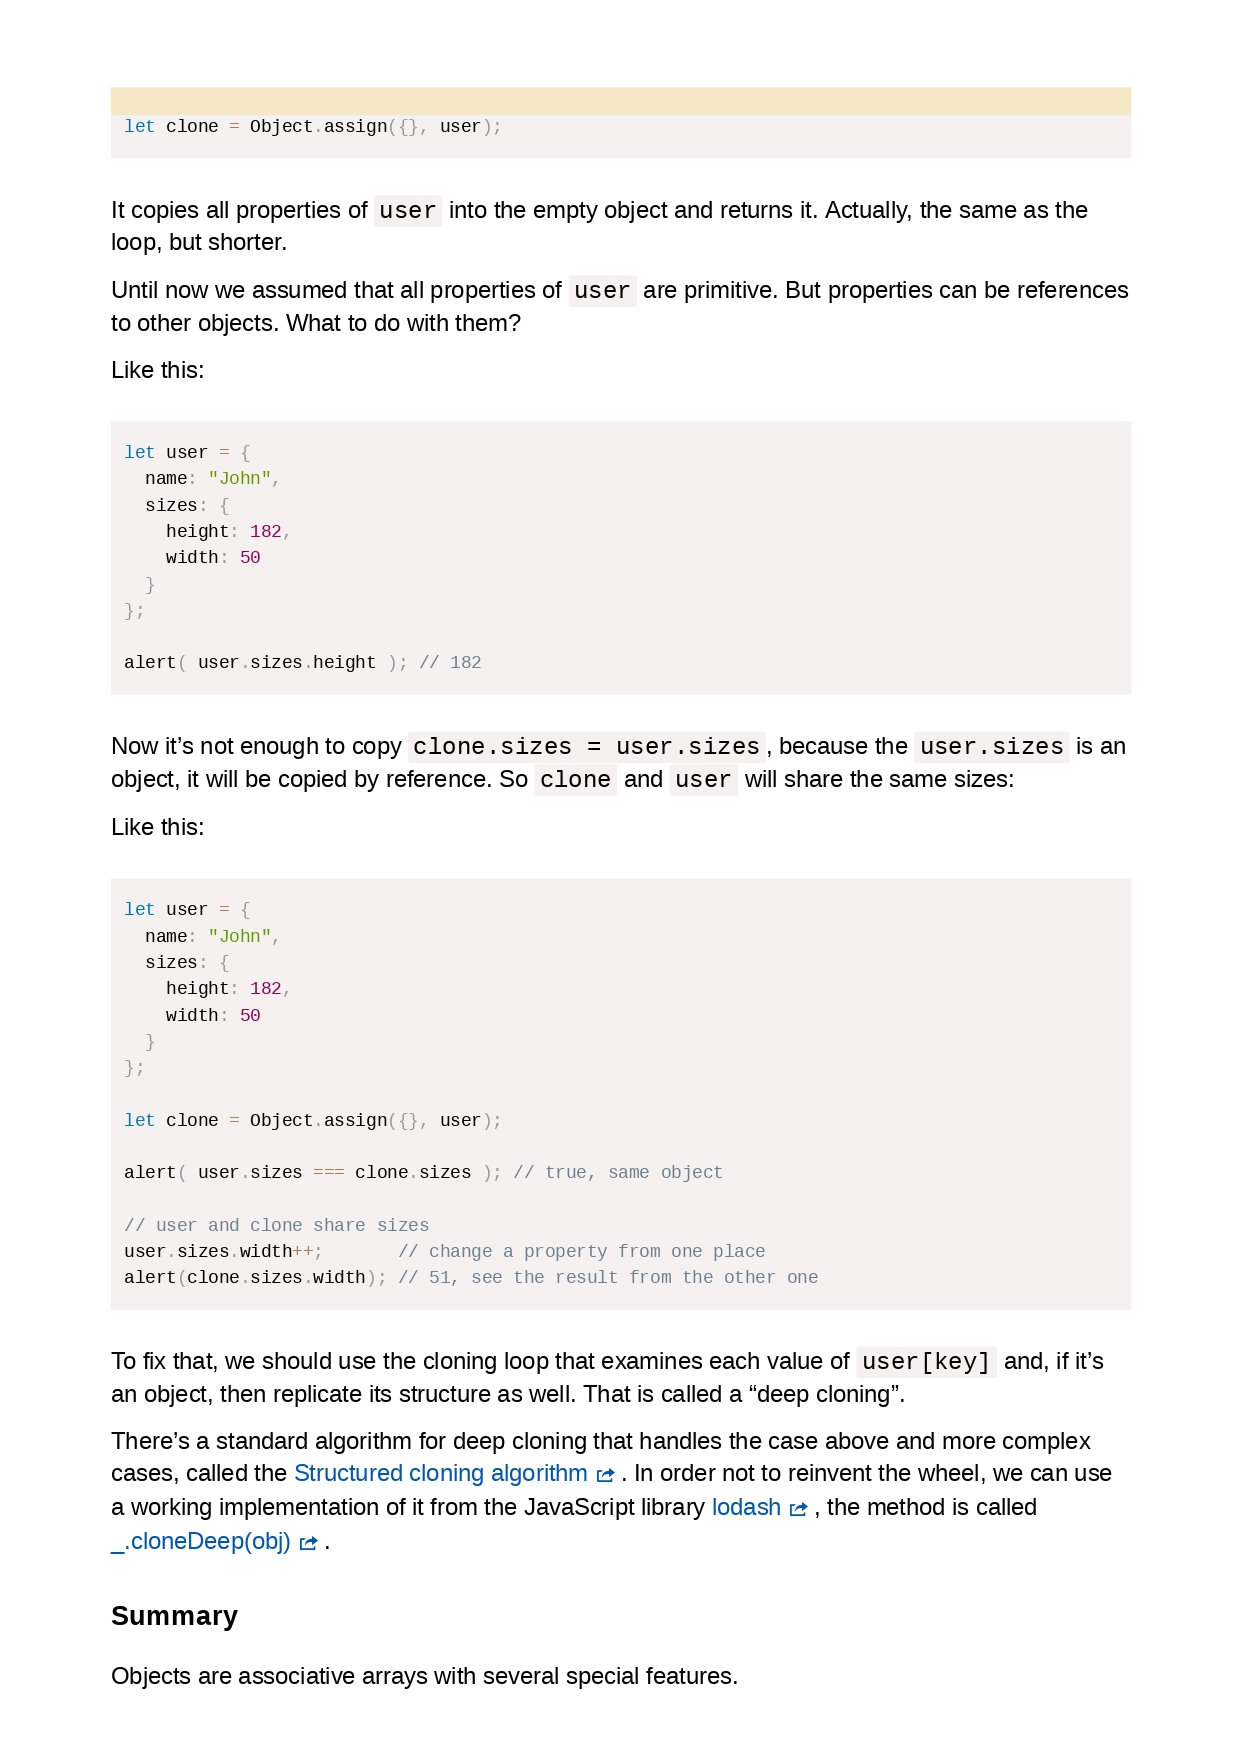 let clone = Object.assign({}, user);
It copies all properties of user into the empty object and returns it. Actually, the same as the
loop, but shorter.
Until now we assumed that all properties of user are primitive. But properties can be references
to other objects. What to do with them?
Like this:
let user = {
  name: "John",
  sizes: {
    height: 182,
    width: 50
  }
};
alert( user.sizes.height ); // 182
Now it’s not enough to copy clone.sizes = user.sizes, because the user.sizes is an
object, it will be copied by reference. So clone and user will share the same sizes:
Like this:
let user = {
  name: "John",
  sizes: {
    height: 182,
    width: 50
  }
};
let clone = Object.assign({}, user);
alert( user.sizes === clone.sizes ); // true, same object
// user and clone share sizes
user.sizes.width++;       // change a property from one place
alert(clone.sizes.width); // 51, see the result from the other one
To fix that, we should use the cloning loop that examines each value of user[key] and, if it’s
an object, then replicate its structure as well. That is called a “deep cloning”.
There’s a standard algorithm for deep cloning that handles the case above and more complex
cases, called the Structured cloning algorithm . In order not to reinvent the wheel, we can use
a working implementation of it from the JavaScript library lodash , the method is called
_.cloneDeep(obj) .
Summary
Objects are associative arrays with several special features.